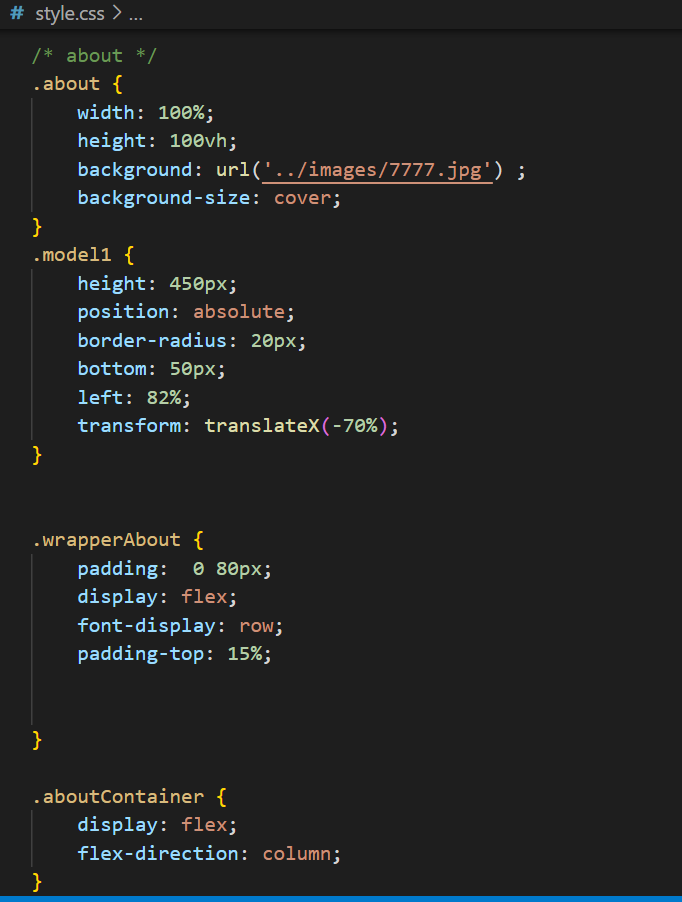 # style.css > ...
/* about */
.about {
    width: 100%;
    height: 100vh;
    background: url('../images/7777.jpg') ;
    background-size: cover;
}
.model1 {
    height: 450px;
    position: absolute;
    border-radius: 20px;
    bottom: 50px;
    left: 82%;
    transform: translateX(-70%);
}
.wrapperAbout {
    padding:  0 80px;
    display: flex;
    font-display: row;
    padding-top: 15%;
}
.aboutContainer {
    display: flex;
    flex-direction: column;
}